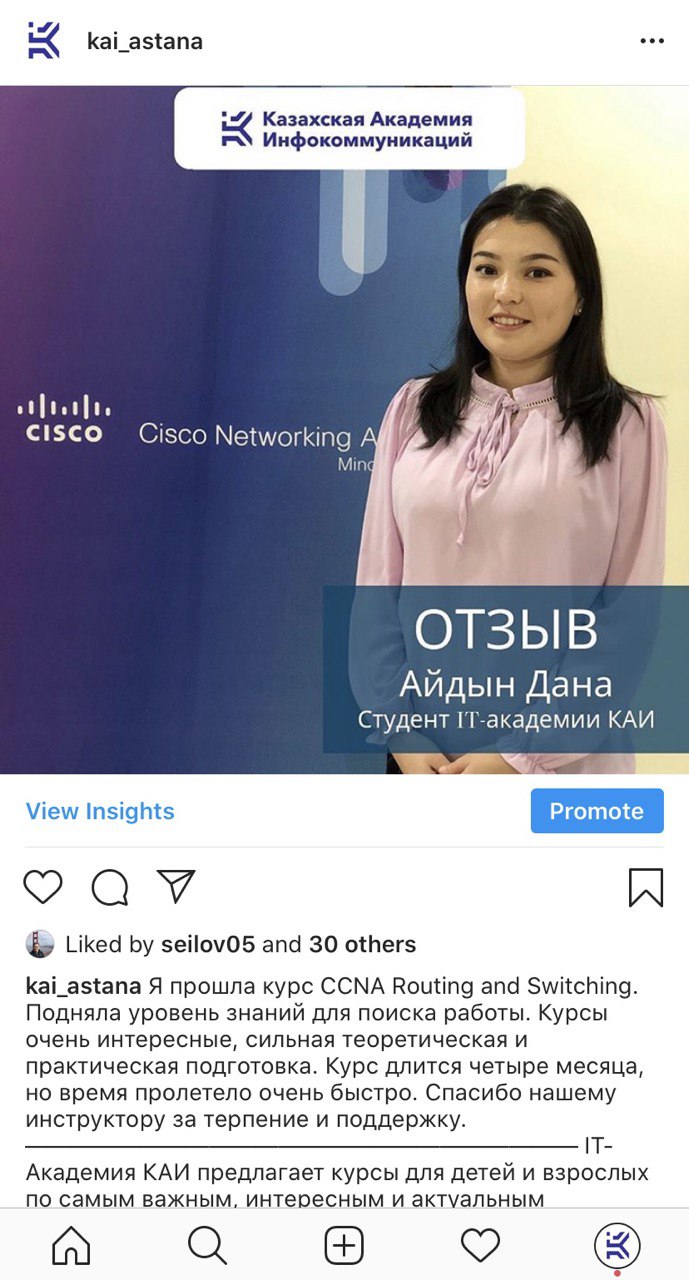 kai_astana
Казахская Академия
Инфокоммуникаций
CISCO
Cisco Networking A
Mind
ОТЗЫВ
Айдын Дана
Студент IT-академии КАИ
View Insights
Promote
Liked by seilov05 and 30 others
kai_astana Я прошла курс CCNA Routing and Switching.
Подняла уровень знаний для поиска работы. Курсы
очень интересные, сильная теоретическая и
практическая подготовка. Курс длится четыре месяца,
но время пролетело очень быстро. Спасибо нашему
инструктору за терпение и поддержку.
———————————————————————— IT-
Академия КАИ предлагает курсы для детей и взрослых
по самым важным, интересным и актуальным